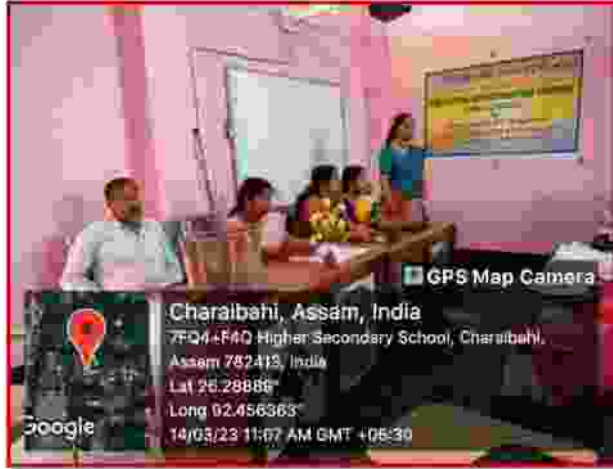 GPS Map Camera
Charaibahi, Assam, India
7FQ4+F4Q Higher Secondary School, Charaibahi,
Assam 782413, India
Lat 26.28886°
Long 92.456363°
14/03/23 11:07 AM GMT +05:30
Google